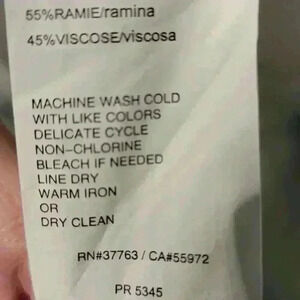 55%RAMIE/ramina
45%VISCOSE/viscosa
MACHINE WASH COLD
WITH LIKE COLORS
DELICATE CYCLE
NON-CHLORINE
BLEACH IF NEEDED
LINE DRY
WARM IRON
OR
DRY CLEAN
RN#37763 / CA#55972
PR 5345